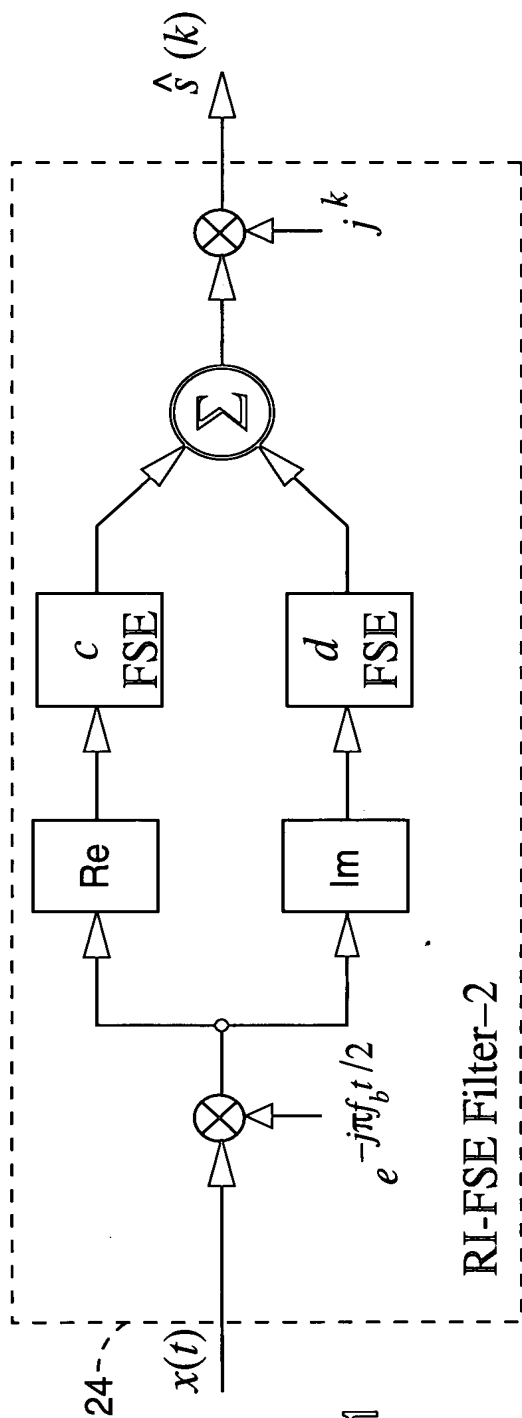 24
x(t)
e^{-jπf_b t/2}
Re
Im
c
FSE
d
FSE
Σ
j^k
ŝ(k)
RI-FSE Filter–2